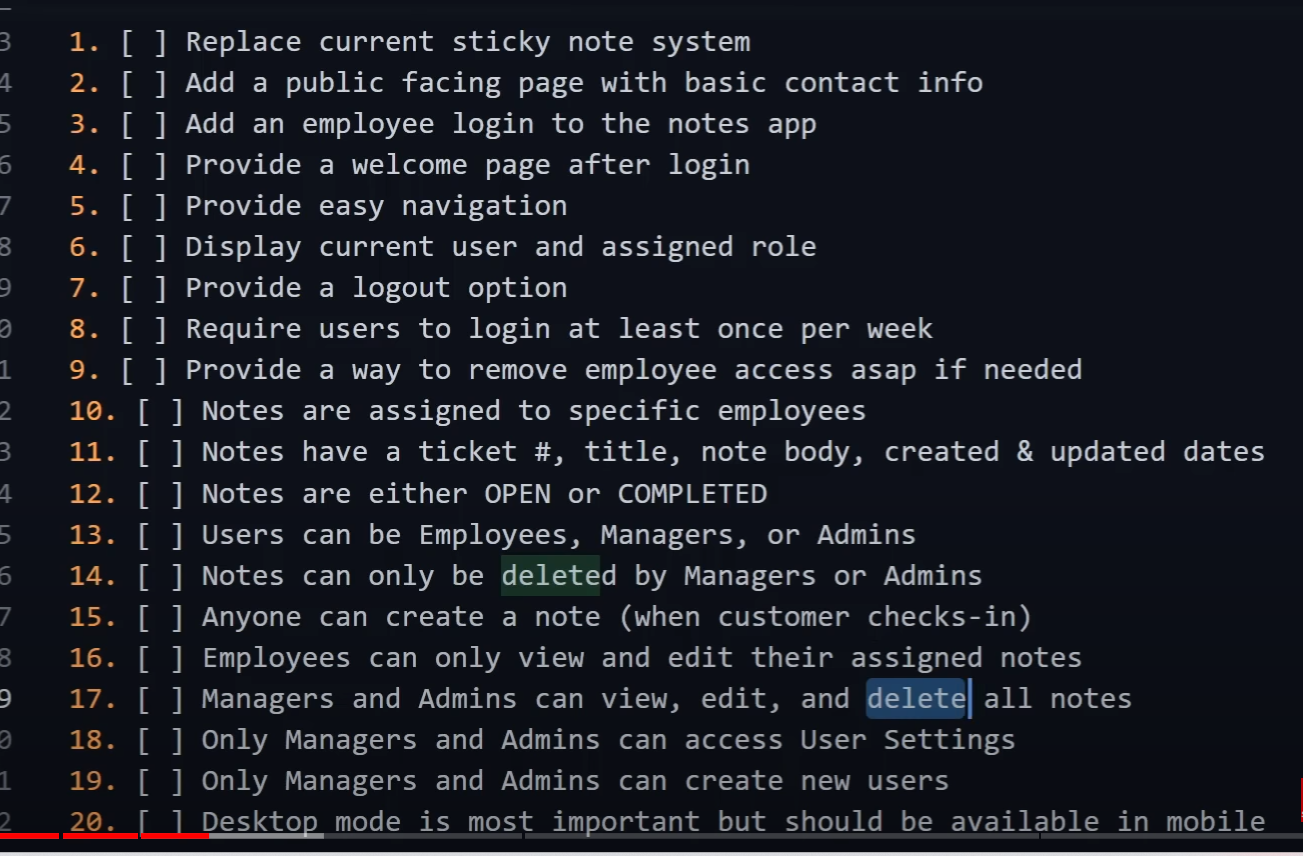 3 1. [ ] Replace current sticky note system
4 2. [ ] Add a public facing page with basic contact info
5 3. [ ] Add an employee login to the notes app
6 4. [ ] Provide a welcome page after login
7 5. [ ] Provide easy navigation
8 6. [ ] Display current user and assigned role
9 7. [ ] Provide a logout option
0 8. [ ] Require users to login at least once per week
1 9. [ ] Provide a way to remove employee access asap if needed
2 10. [ ] Notes are assigned to specific employees
3 11. [ ] Notes have a ticket #, title, note body, created & updated dates
4 12. [ ] Notes are either OPEN or COMPLETED
5 13. [ ] Users can be Employees, Managers, or Admins
6 14. [ ] Notes can only be deleted by Managers or Admins
7 15. [ ] Anyone can create a note (when customer checks-in)
8 16. [ ] Employees can only view and edit their assigned notes
9 17. [ ] Managers and Admins can view, edit, and delete all notes
0 18. [ ] Only Managers and Admins can access User Settings
1 19. [ ] Only Managers and Admins can create new users
2 20. [ ] Desktop mode is most important but should be available in mobile